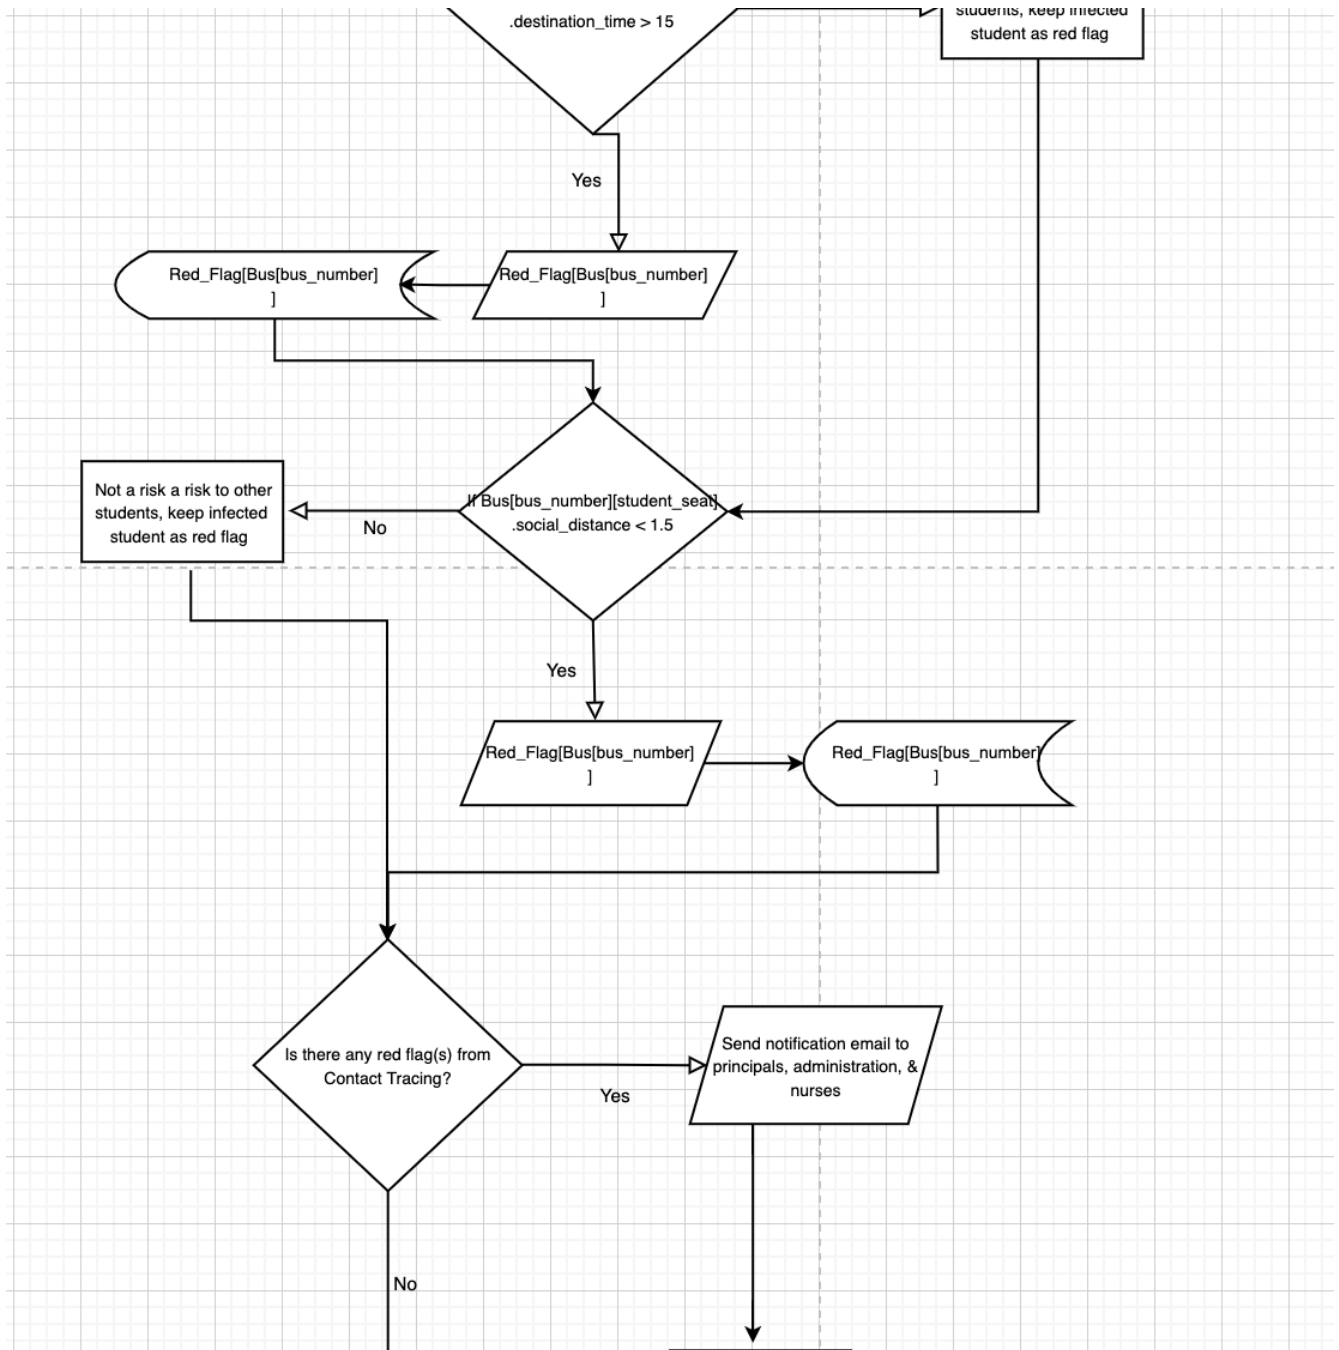 .destination_time > 15
students, keep infected
student as red flag
Yes
Red_Flag[Bus[bus_number]
]
Red_Flag[Bus[bus_number]
]
Not a risk a risk to other
students, keep infected
student as red flag
No
If Bus[bus_number][student_seat]
.social_distance < 1.5
Yes
Red_Flag[Bus[bus_number]
]
Red_Flag[Bus[bus_number]
]
Is there any red flag(s) from
Contact Tracing?
Yes
Send notification email to
principals, administration, &
nurses
No